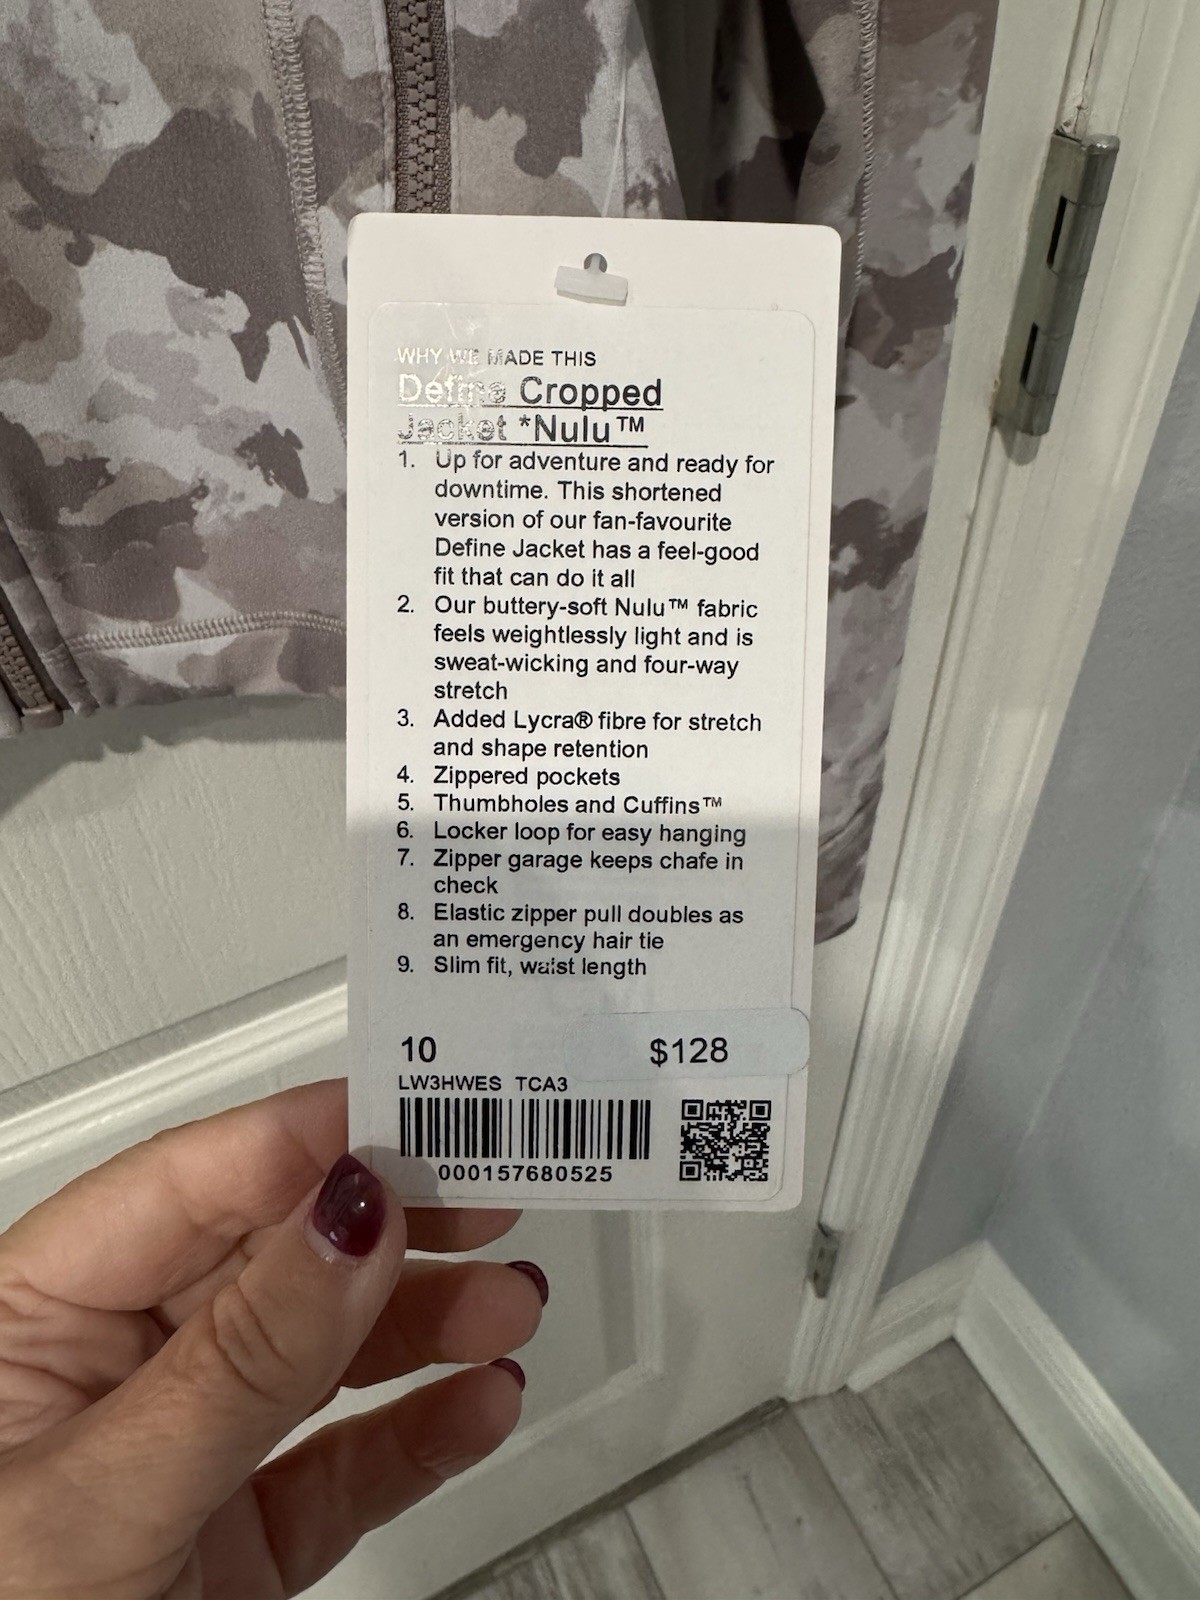 WHY WE MADE THIS
Define Cropped
Jacket *Nulu™
1. Up for adventure and ready for
downtime. This shortened
version of our fan-favourite
Define Jacket has a feel-good
fit that can do it all
2. Our buttery-soft Nulu™ fabric
feels weightlessly light and is
sweat-wicking and four-way
stretch
3. Added Lycra® fibre for stretch
and shape retention
4. Zippered pockets
5. Thumbholes and Cuffins™
6. Locker loop for easy hanging
7. Zipper garage keeps chafe in
check
8. Elastic zipper pull doubles as
an emergency hair tie
9. Slim fit, waist length
10 $128
LW3HWES TCA3
000157680525